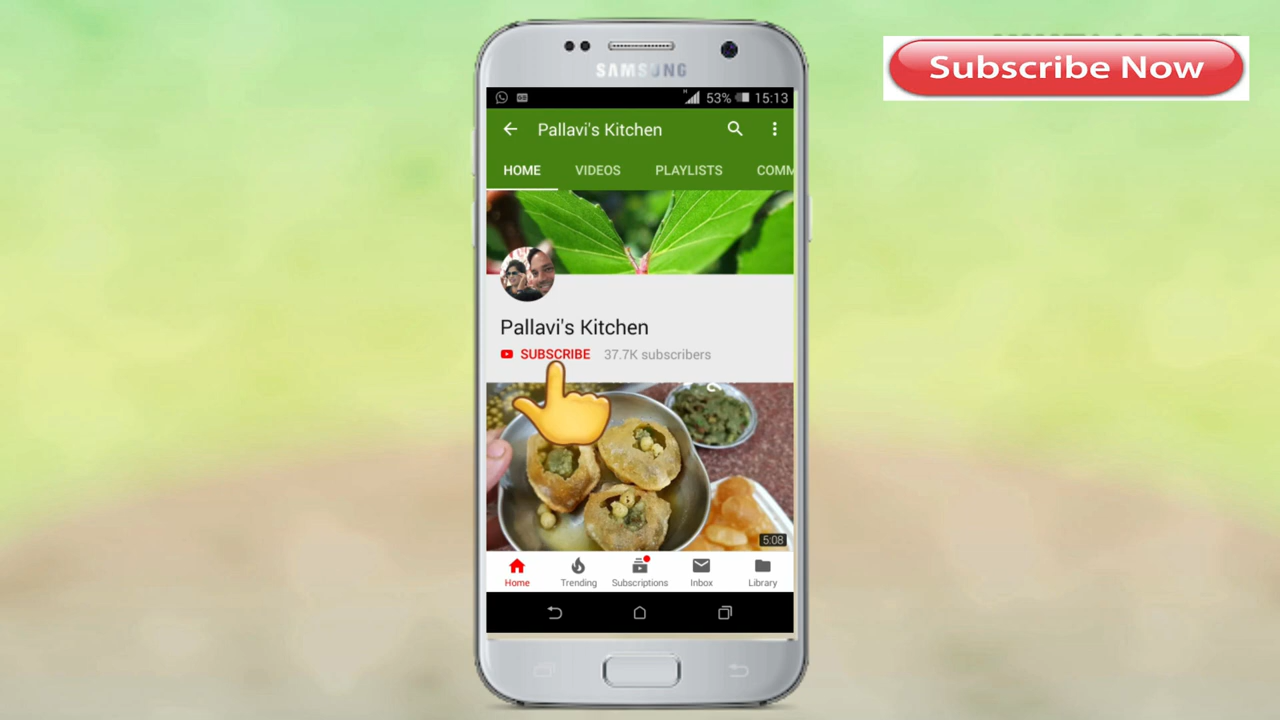 Subscribe Now
SAMSUNG
53% 15:13
Pallavi's Kitchen
HOME VIDEOS PLAYLISTS COMM
Pallavi's Kitchen
SUBSCRIBE 37.7K subscribers
5:08
Home Trending Subscriptions Inbox Library